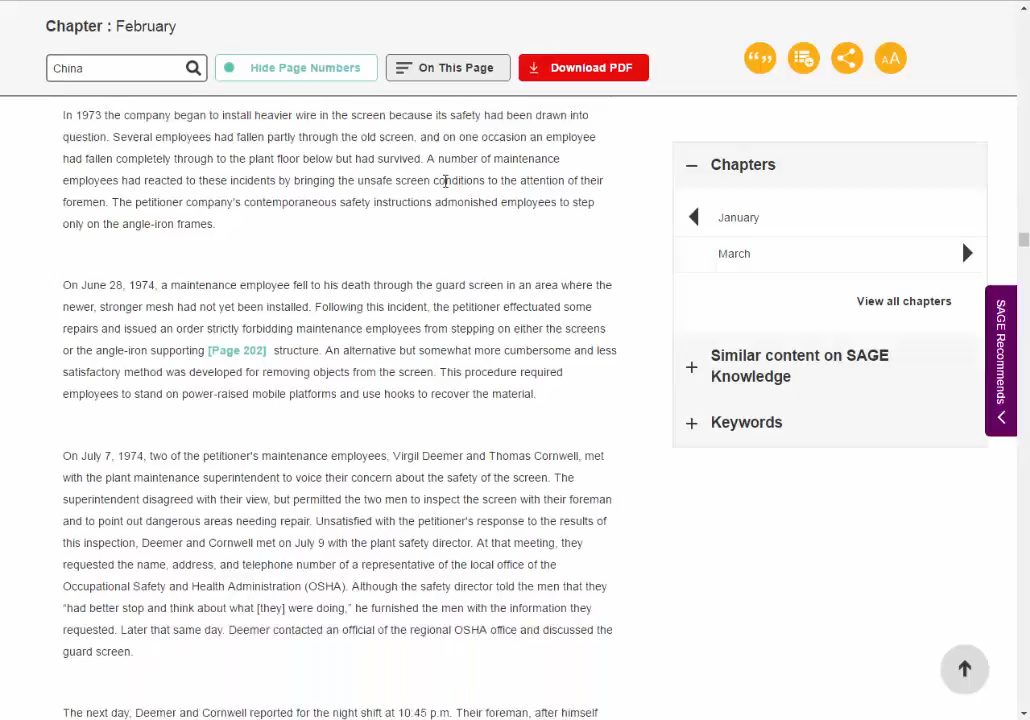 Chapter : February
China
Hide Page Numbers
On This Page
Download PDF
AA
In 1973 the company began to install heavier wire in the screen because its safety had been drawn into
question. Several employees had fallen partly through the old screen, and on one occasion an employee
had fallen completely through to the plant floor below but had survived. A number of maintenance
employees had reacted to these incidents by bringing the unsafe screen conditions to the attention of their
foremen. The petitioner company's contemporaneous safety instructions admonished employees to step
only on the angle-iron frames.
On June 28, 1974, a maintenance employee fell to his death through the guard screen in an area where the
newer, stronger mesh had not yet been installed. Following this incident, the petitioner effectuated some
repairs and issued an order strictly forbidding maintenance employees from stepping on either the screens
or the angle-iron supporting [Page 202] structure. An alternative but somewhat more cumbersome and less
satisfactory method was developed for removing objects from the screen. This procedure required
employees to stand on power-raised mobile platforms and use hooks to recover the material.
On July 7, 1974, two of the petitioner's maintenance employees, Virgil Deemer and Thomas Cornwell, met
with the plant maintenance superintendent to voice their concern about the safety of the screen. The
superintendent disagreed with their view, but permitted the two men to inspect the screen with their foreman
and to point out dangerous areas needing repair. Unsatisfied with the petitioner's response to the results of
this inspection, Deemer and Cornwell met on July 9 with the plant safety director. At that meeting, they
requested the name, address, and telephone number of a representative of the local office of the
Occupational Safety and Health Administration (OSHA). Although the safety director told the men that they
“had better stop and think about what [they] were doing,” he furnished the men with the information they
requested. Later that same day. Deemer contacted an official of the regional OSHA office and discussed the
guard screen.
The next day, Deemer and Cornwell reported for the night shift at 10.45 p.m. Their foreman, after himself
Chapters
January
March
View all chapters
Similar content on SAGE
Knowledge
Keywords
SAGE Recommends